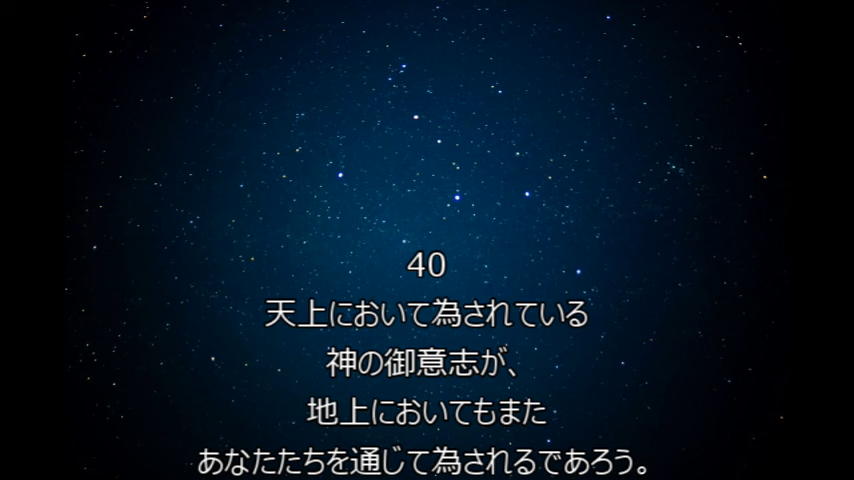 40
天上において為されている
神の御意志が、
地上においてもまた
あなたたちを通じて為されるであろう。